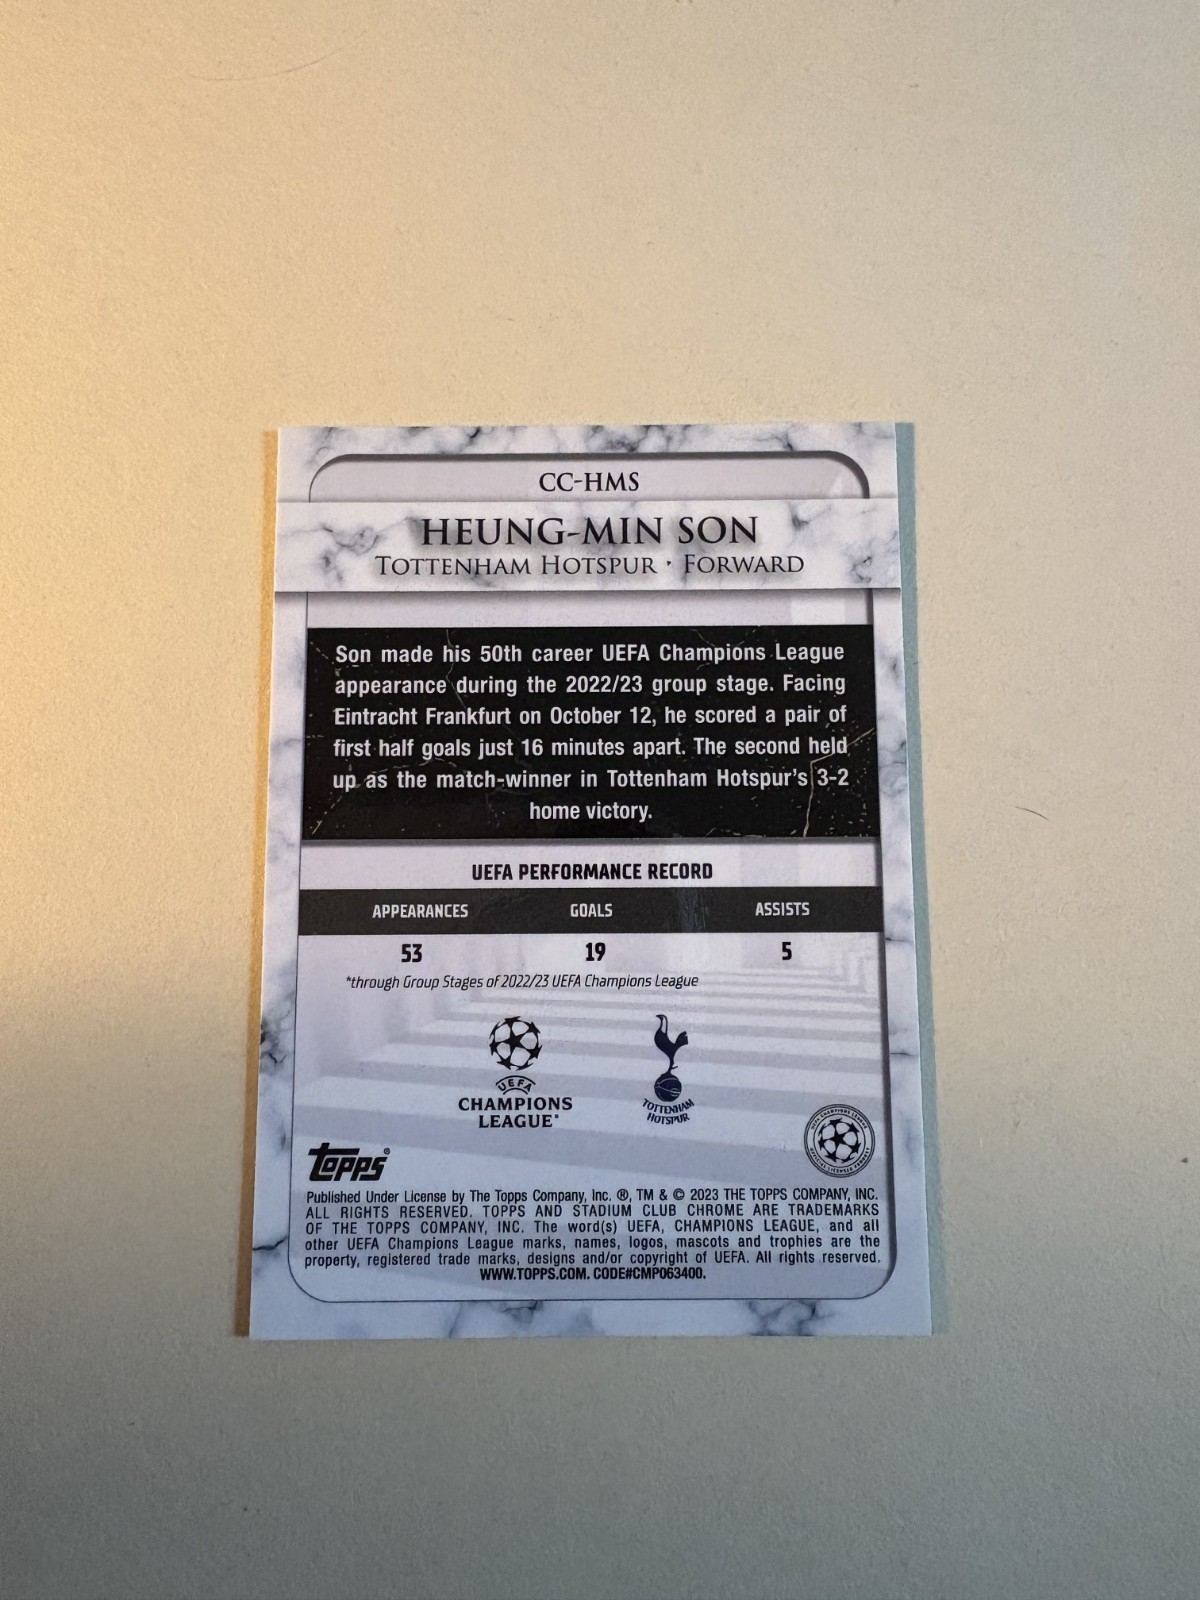 CC-HMS
HEUNG-MIN SON
TOTTENHAM HOTSPUR · FORWARD
Son made his 50th career UEFA Champions League
appearance during the 2022/23 group stage. Facing
Eintracht Frankfurt on October 12, he scored a pair of
first half goals just 16 minutes apart. The second held
up as the match-winner in Tottenham Hotspur's 3-2
home victory.
UEFA PERFORMANCE RECORD
APPEARANCES GOALS ASSISTS
53 19 5
*through Group Stages of 2022/23 UEFA Champions League
UEFA
CHAMPIONS
LEAGUE®
TOTTENHAM
HOTSPUR
UEFA CHAMPIONS LEAGUE
OFFICIAL LICENSED PRODUCT
topps®
Published Under License by The Topps Company, Inc. ®, TM & © 2023 THE TOPPS COMPANY, INC.
ALL RIGHTS RESERVED. TOPPS AND STADIUM CLUB CHROME ARE TRADEMARKS
OF THE TOPPS COMPANY, INC. The word(s) UEFA, CHAMPIONS LEAGUE, and all
other UEFA Champions League marks, names, logos, mascots and trophies are the
property, registered trade marks, designs and/or copyright of UEFA. All rights reserved.
WWW.TOPPS.COM. CODE#CMP063400.